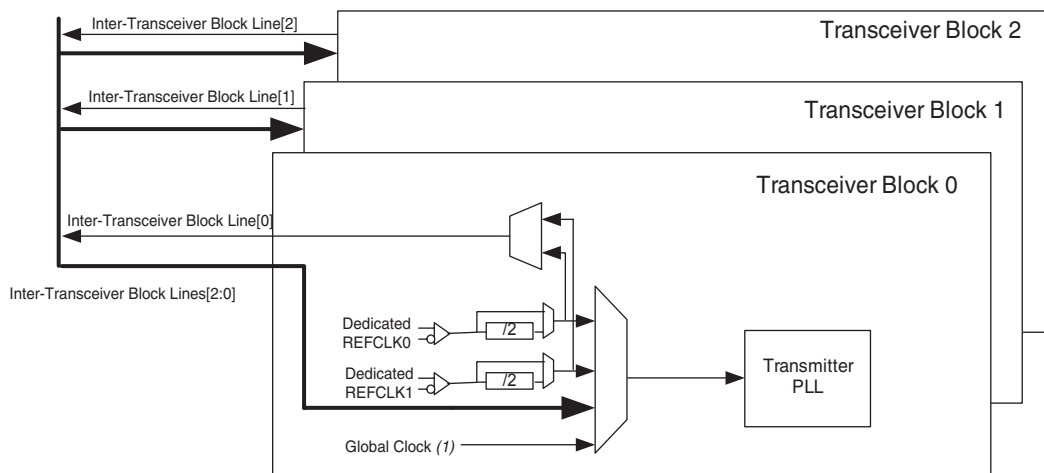 Inter-Transceiver Block Line[2]
Transceiver Block 2
Inter-Transceiver Block Line[1]
Transceiver Block 1
Transceiver Block 0
Inter-Transceiver Block Line[0]
Inter-Transceiver Block Lines[2:0]
Dedicated
REFCLK0
/2
Dedicated
REFCLK1
/2
Transmitter
PLL
Global Clock (1)